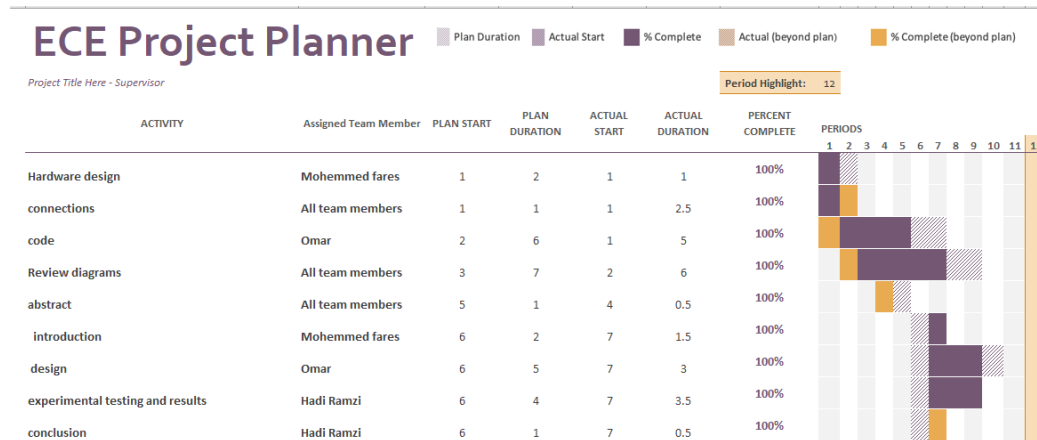 ECE Project Planner
Plan Duration Actual Start % Complete Actual (beyond plan) % Complete (beyond plan)
Project Title Here - Supervisor
Period Highlight: 12
ACTIVITY Assigned Team Member PLAN START PLAN DURATION ACTUAL START ACTUAL DURATION PERCENT COMPLETE PERIODS
1 2 3 4 5 6 7 8 9 10 11 1
Hardware design Mohemmed fares 1 2 1 1 100%
connections All team members 1 1 1 2.5 100%
code Omar 2 6 1 5 100%
Review diagrams All team members 3 7 2 6 100%
abstract All team members 5 1 4 0.5 100%
introduction Mohemmed fares 6 2 7 1.5 100%
design Omar 6 5 7 3 100%
experimental testing and results Hadi Ramzi 6 4 7 3.5 100%
conclusion Hadi Ramzi 6 1 7 0.5 100%